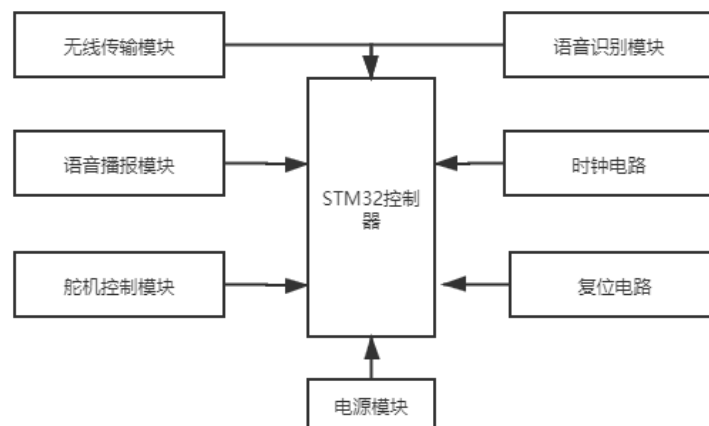 无线传输模块
语音识别模块
语音播报模块
时钟电路
STM32控制
器
舵机控制模块
复位电路
电源模块